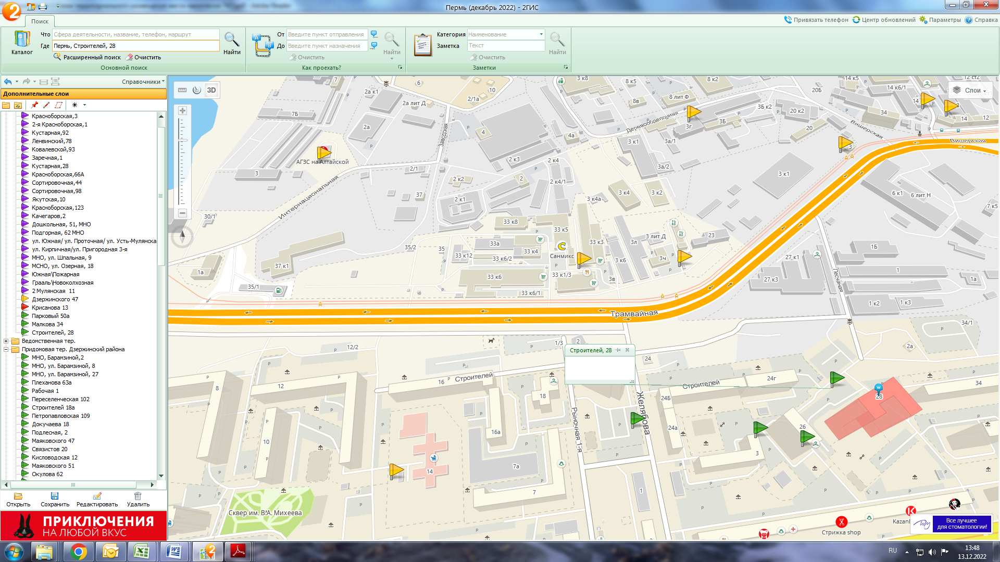 Пермь (декабрь 2022) - 2ГИС
Поиск
Привязать телефон
Центр обновлений
Параметры
Справка
Каталог
Что
Сфера деятельности, название, телефон, маршрут
Где
Пермь, Строителей, 28
Расширенный поиск
Очистить
Найти
Основной поиск
От
Введите пункт отправления
До
Введите пункт назначения
Очистить
Найти
Как проехать?
Категория
Наименование
Заметка
Текст
Очистить
Найти
Заметки
Справочники
Дополнительные слои
Красноборская,3
2-я Красноборская,1
Кустарная,92
Ленвинский,78
Ковалевской,93
Заречная,1
Кустарная,28
Красноборская,66А
Сортировочная,44
Сортировочная,98
Якутская,10
Красноборская,123
Качегаров,2
Дошкольная, 51, МНО
Подгорная, 62 МНО
ул. Южная/ ул. Проточная/ ул. Усть-Мулянска
ул. Кирпичная/ул. Пригородная 3-я
МНО, ул. Шпальная, 9
МСНО, ул. Озерная, 18
Южная\Пожарная
Грааль\Новоколхозная
2 Мулянская 11
Дзержинского 47
Крисанова 13
Парковый 50а
Малкова 34
Строителей, 28
Ведомственная тер.
Придомовая тер. Дзержинский района
МНО, Барамзиной,2
МНО, ул. Барамзиной, 8
МНО, ул. Барамзиной, 27
Плеханова 63а
Рабочая 1
Переселенческая 102
Строителей 18а
Петропавловская 109
Докучаева 18
Подлесная, 2
Маяковского 47
Связистов 20
Кисловодская 12
Маяковского 51
Окулова 62
Открыть
Сохранить
Редактировать
Удалить
ПРИКЛЮЧЕНИЯ
НА ЛЮБОЙ ВКУС
3D
Слои
7
6
10
2/1а
2а к1
2а лит Д
7Б
2а
Заводская
4
4а
3 к8
8 к5
8 к2
8в
8 лит Ф
3г
3Б
3Б к2
20Б
20 к2
20
Деревообделочная
14 к5
14 к6/1
12 ст2
14
34
14
12
Вишерская
Вишерская
3
АГЗС на Алтайской
3
2/1
Интернациональная
30/1
37
2 к2
2 к1
2
2 к3
2 к4
2 к4/1
3 к1
3а/1
3а/2
3 к4а
3 к4
3 к2
3 к1
6 к1
6 лит Н
7 к5
33 к8
33 к5
33а
33 к4
33 к12
33 к6/2
33 к6
33 к6/1
33 к1/3
33 к3
3 к6
3л
3 лит Д
3ч
3в
23
35/2
35
37 к1
35/1
1а
Санмикс
1Б
27 к1
27 к3
1
1а
1 к2
1 к3
Песчаная
Трамвайная
34/1
2а
12/2
1/3
2
Строителей, 28
24
24г
Строителей
Строителей
8
12
16
18
16а
10
14
7а
7
24Б
24а
26
28
34
3
1
Рыночная 1-я
Желябова
Сквер им. В.А. Михеева
Стрижка shop
Kazan
Все лучшее
для стоматологии!
RU
13:48
13.12.2022